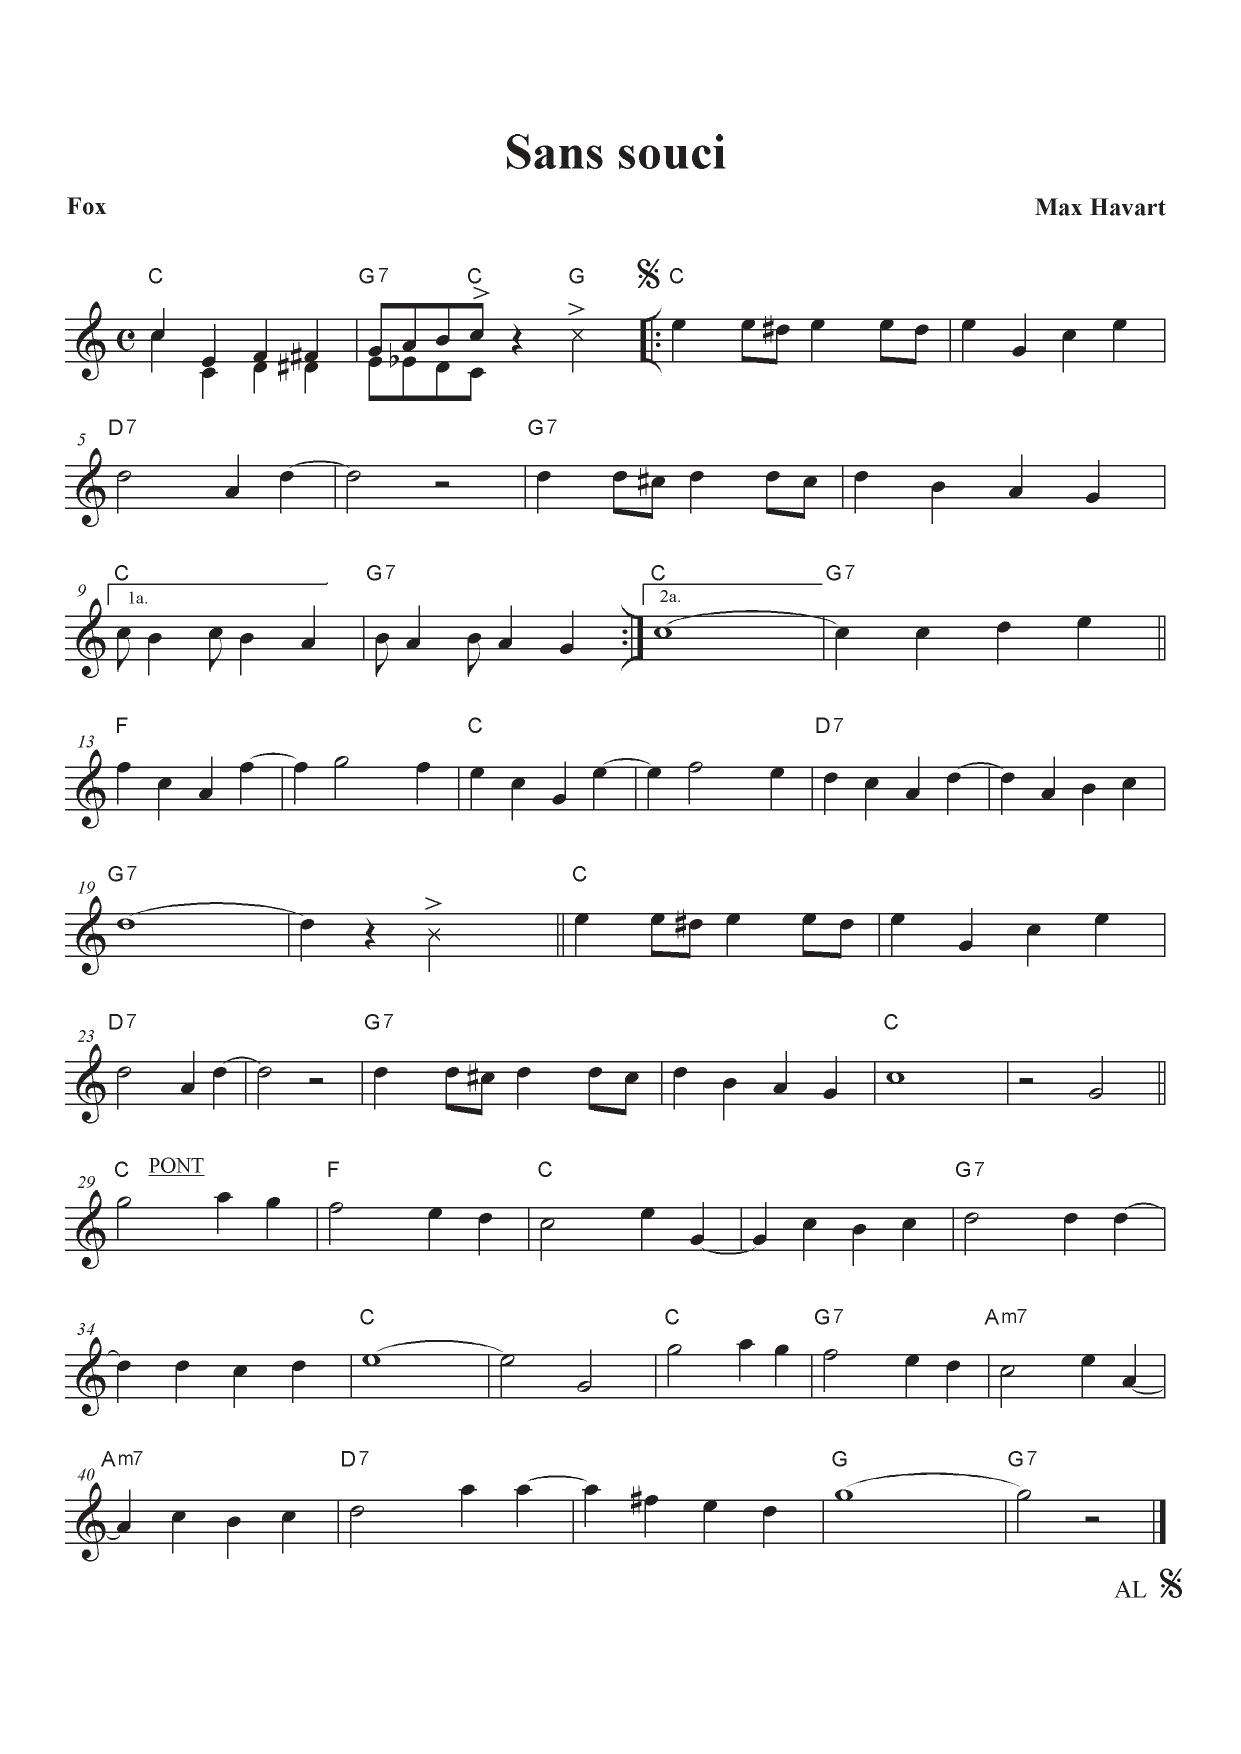 Sans souci
Fox Max Havart
C G7 C G C
5 D7 G7
9 C G7 C G7
1a. 2a.
13 F C D7
19 G7 C
23 D7 G7 C
29 C PONT F C G7
34 C C G7 Am7
40 Am7 D7 G G7
AL